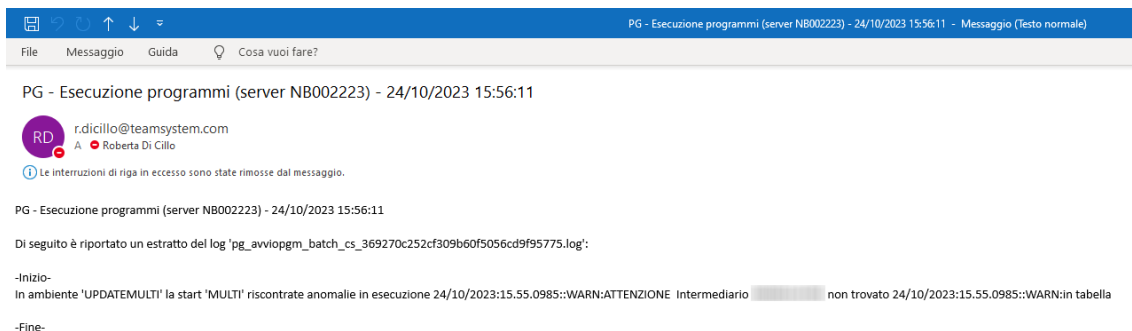 PG - Esecuzione programmi (server NB002223) - 24/10/2023 15:56:11 - Messaggio (Testo normale)
File Messaggio Guida Cosa vuoi fare?
PG - Esecuzione programmi (server NB002223) - 24/10/2023 15:56:11
RD
r.dicillo@teamsystem.com
A Roberta Di Cillo
Le interruzioni di riga in eccesso sono state rimosse dal messaggio.
PG - Esecuzione programmi (server NB002223) - 24/10/2023 15:56:11
Di seguito è riportato un estratto del log 'pg_avviopgm_batch_cs_369270c252cf309b60f5056cd9f95775.log':
-Inizio-
In ambiente 'UPDATEMULTI' la start 'MULTI' riscontrate anomalie in esecuzione 24/10/2023:15.55.0985::WARN:ATTENZIONE Intermediario non trovato 24/10/2023:15.55.0985::WARN:in tabella
-Fine-